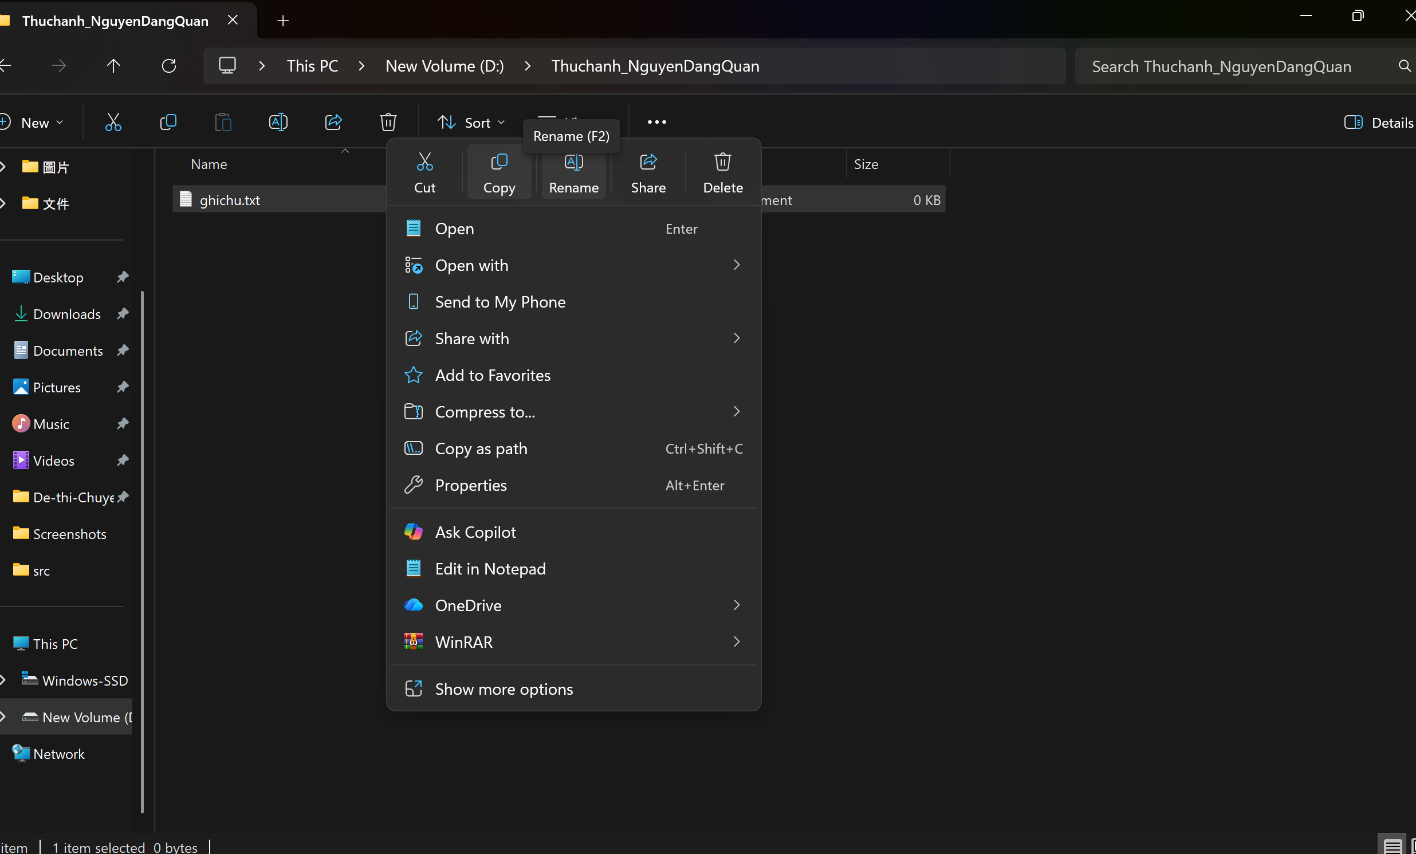 Thuchanh_NguyenDangQuan
This PC > New Volume (D:) > Thuchanh_NguyenDangQuan
Search Thuchanh_NguyenDangQuan
New
Sort
Details
Rename (F2)
Name
Size
圖片
文件
ghichu.txt
ment
0 KB
Cut
Copy
Rename
Share
Delete
Open Enter
Open with
Send to My Phone
Share with
Add to Favorites
Compress to...
Copy as path Ctrl+Shift+C
Properties Alt+Enter
Ask Copilot
Edit in Notepad
OneDrive
WinRAR
Show more options
Desktop
Downloads
Documents
Pictures
Music
Videos
De-thi-Chuye
Screenshots
src
This PC
Windows-SSD
New Volume (D
Network
item
1 item selected 0 bytes